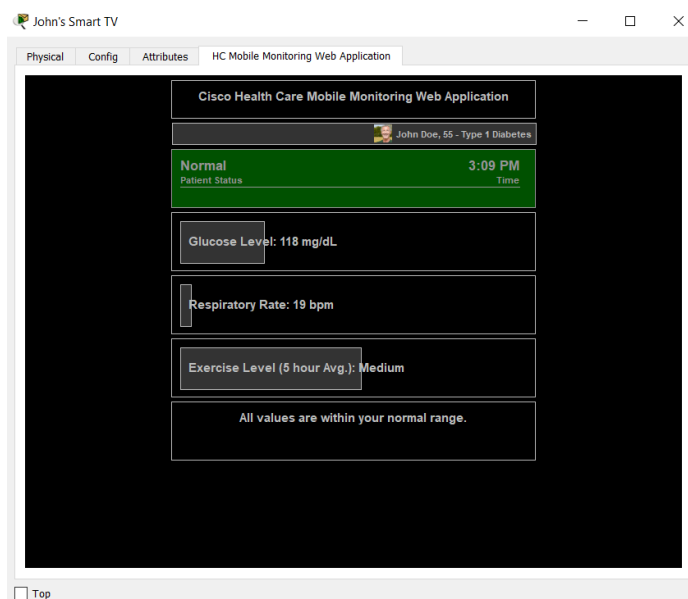 John's Smart TV
Physical Config Attributes HC Mobile Monitoring Web Application
Cisco Health Care Mobile Monitoring Web Application
John Doe, 55 - Type 1 Diabetes
Normal 3:09 PM
Patient Status Time
Glucose Level: 118 mg/dL
Respiratory Rate: 19 bpm
Exercise Level (5 hour Avg.): Medium
All values are within your normal range.
Top